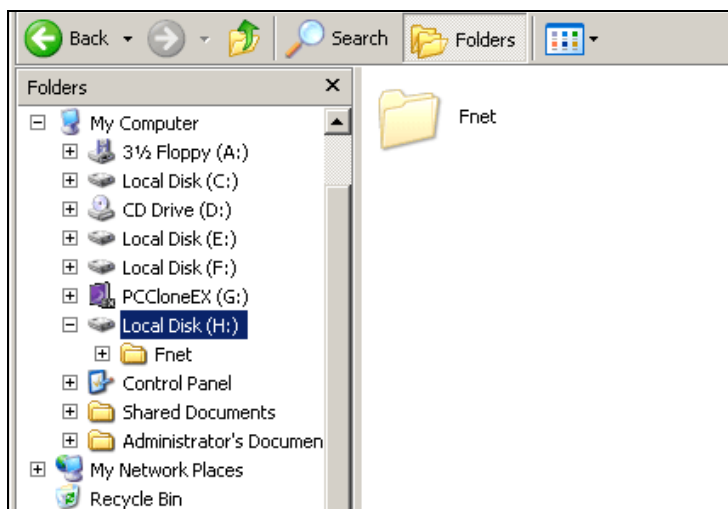 Back Search Folders
Folders
My Computer
3½ Floppy (A:)
Local Disk (C:)
CD Drive (D:)
Local Disk (E:)
Local Disk (F:)
PCCloneEX (G:)
Local Disk (H:)
Fnet
Control Panel
Shared Documents
Administrator's Documen
My Network Places
Recycle Bin
Fnet